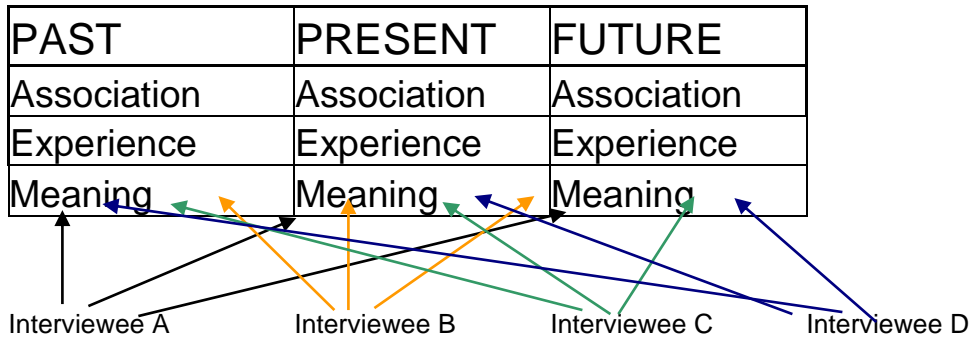 PAST PRESENT FUTURE
Association Association Association
Experience Experience Experience
Meaning Meaning Meaning
Interviewee A Interviewee B Interviewee C Interviewee D